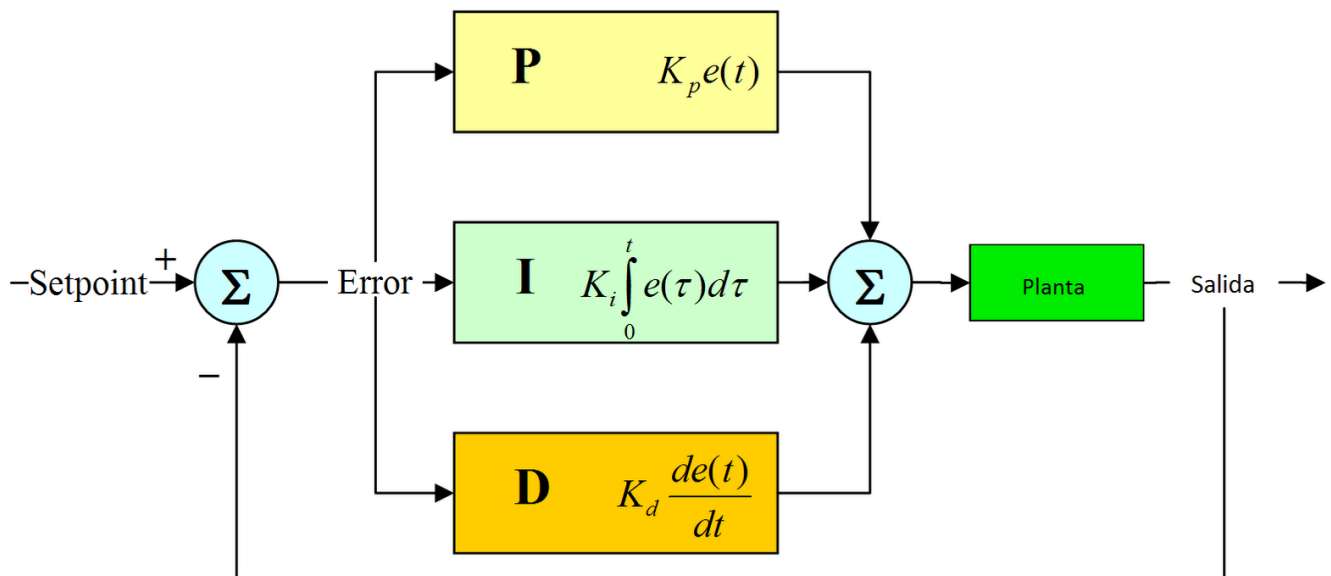 P K_p e(t)
–Setpoint + Σ Error I K_i ∫_0^t e(τ)dτ Σ Planta Salida
–
D K_d de(t)/dt